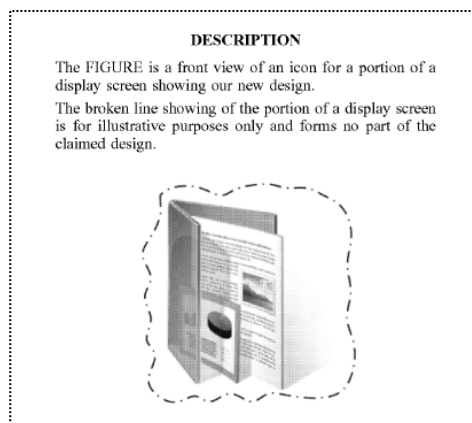 DESCRIPTION
The FIGURE is a front view of an icon for a portion of a
display screen showing our new design.
The broken line showing of the portion of a display screen
is for illustrative purposes only and forms no part of the
claimed design.